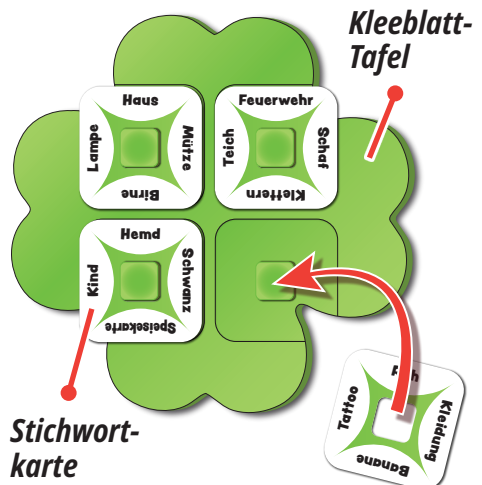 Kleeblatt-
Tafel
Haus
Lampe
Mütze
Birne
Feuerwehr
Teich
Schaf
Klettern
Hemd
Kind
Schwanz
Speisekarte
Tattoo
Kleidung
Banane
Stichwort-
karte